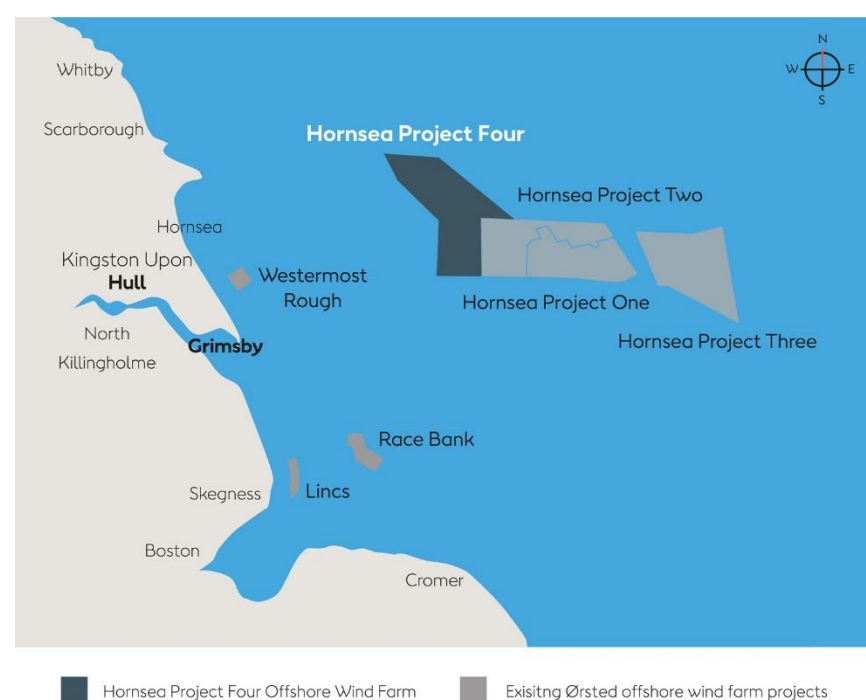 N
W
E
S
Whitby
Scarborough
Hornsea Project Four
Hornsea Project Two
Hornsea
Kingston Upon
Hull
Westermost
Rough
Hornsea Project One
North
Killingholme
Grimsby
Hornsea Project Three
Race Bank
Skegness
Lincs
Boston
Cromer
Hornsea Project Four Offshore Wind Farm
Exisitng Ørsted offshore wind farm projects